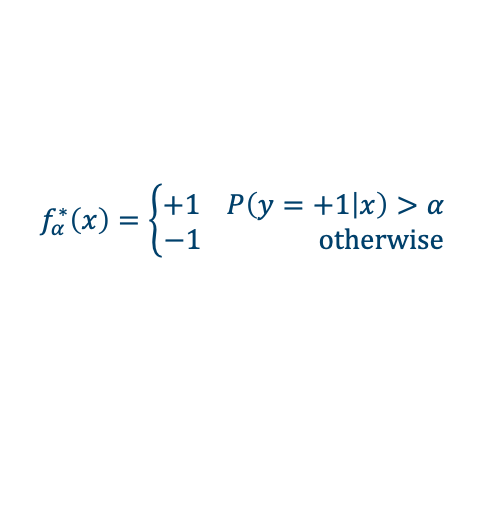 f*α(x) = {+1 P(y = +1|x) > α
−1 otherwise